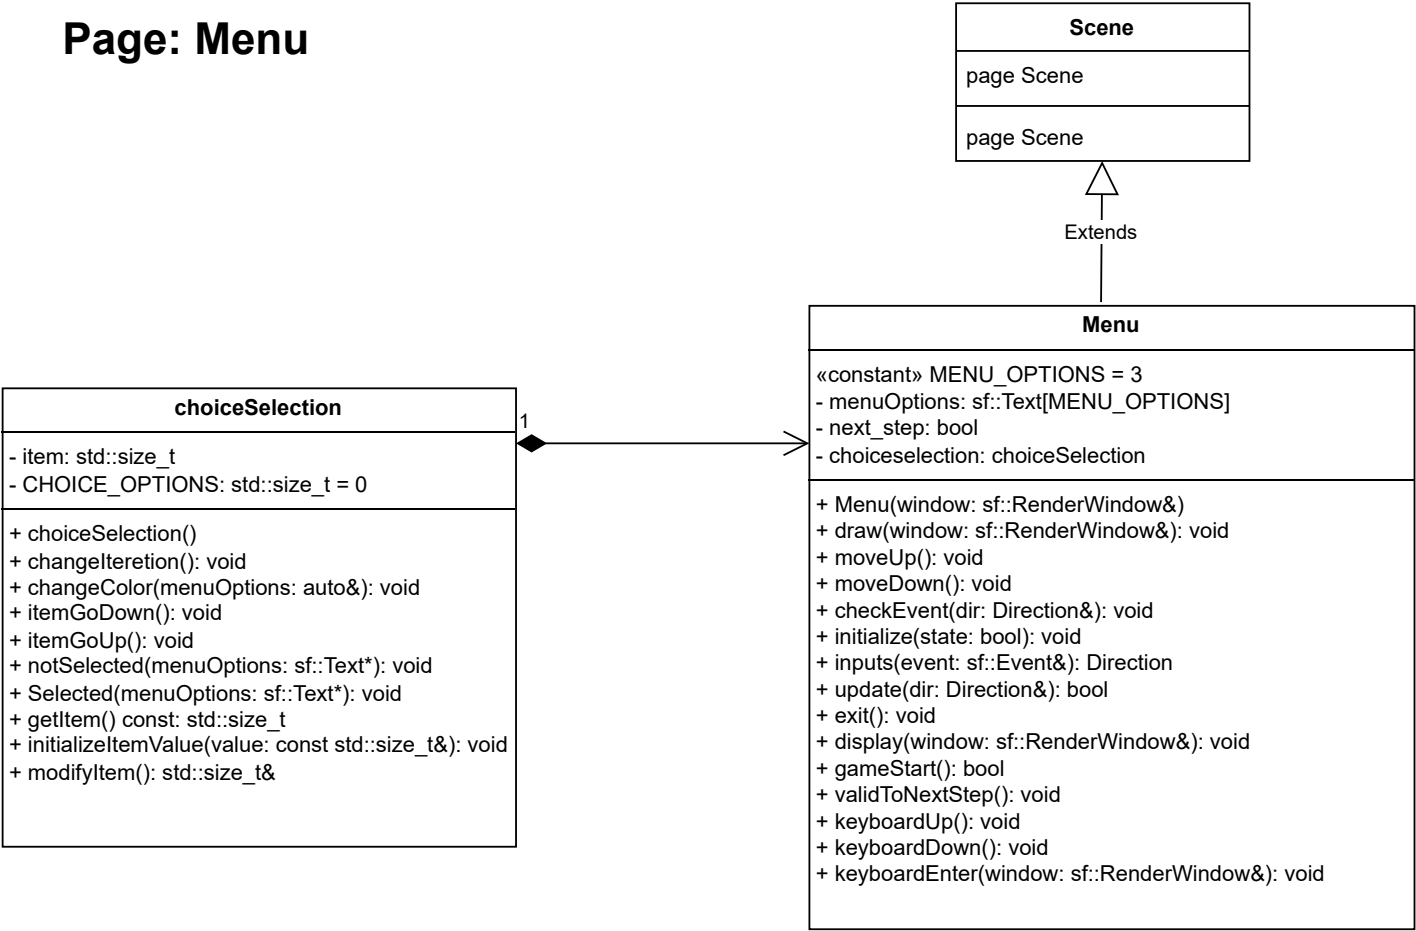 Page: Menu
Scene
page Scene
page Scene
Extends
Menu
«constant» MENU_OPTIONS = 3
- menuOptions: sf::Text[MENU_OPTIONS]
- next_step: bool
- choiceselection: choiceSelection
+ Menu(window: sf::RenderWindow&)
+ draw(window: sf::RenderWindow&): void
+ moveUp(): void
+ moveDown(): void
+ checkEvent(dir: Direction&): void
+ initialize(state: bool): void
+ inputs(event: sf::Event&): Direction
+ update(dir: Direction&): bool
+ exit(): void
+ display(window: sf::RenderWindow&): void
+ gameStart(): bool
+ validToNextStep(): void
+ keyboardUp(): void
+ keyboardDown(): void
+ keyboardEnter(window: sf::RenderWindow&): void
choiceSelection
1
- item: std::size_t
- CHOICE_OPTIONS: std::size_t = 0
+ choiceSelection()
+ changeIteretion(): void
+ changeColor(menuOptions: auto&): void
+ itemGoDown(): void
+ itemGoUp(): void
+ notSelected(menuOptions: sf::Text*): void
+ Selected(menuOptions: sf::Text*): void
+ getItem() const: std::size_t
+ initializeItemValue(value: const std::size_t&): void
+ modifyItem(): std::size_t&